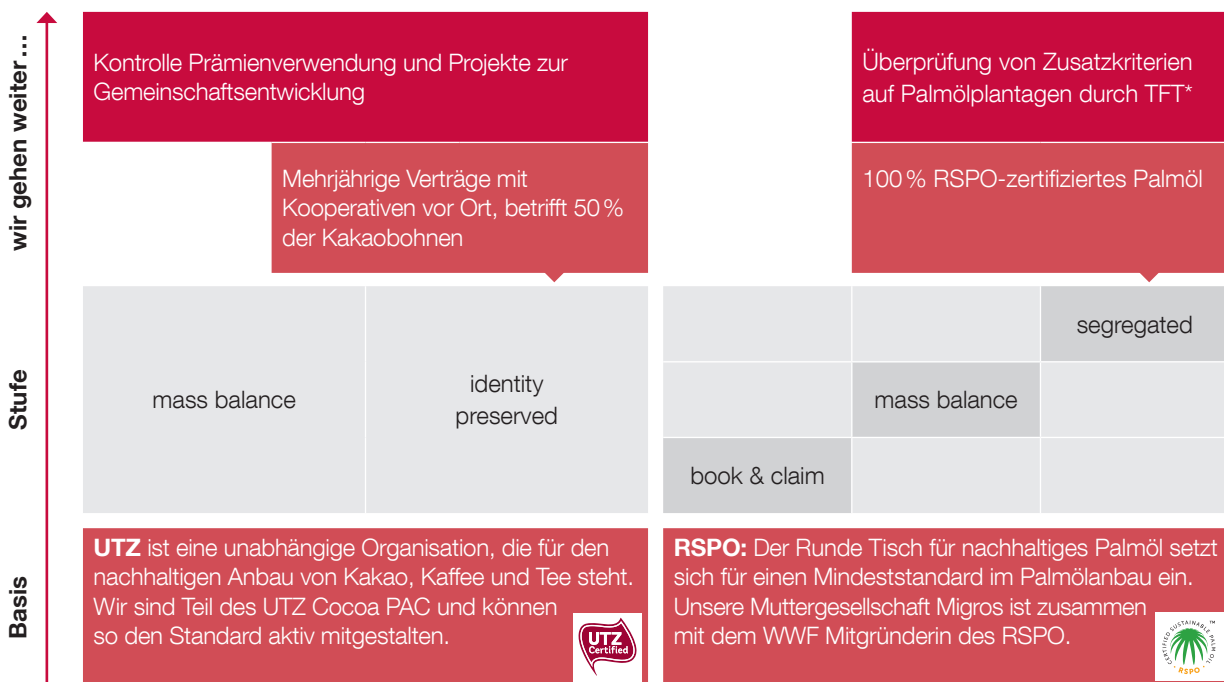 wir gehen weiter ...
Kontrolle Prämienverwendung und Projekte zur
Gemeinschaftsentwicklung
Mehrjährige Verträge mit
Kooperativen vor Ort, betrifft 50 %
der Kakaobohnen
Überprüfung von Zusatzkriterien
auf Palmölplantagen durch TFT*
100 % RSPO-zertifiziertes Palmöl
Stufe
mass balance
identity
preserved
segregated
mass balance
book & claim
Basis
UTZ ist eine unabhängige Organisation, die für den
nachhaltigen Anbau von Kakao, Kaffee und Tee steht.
Wir sind Teil des UTZ Cocoa PAC und können
so den Standard aktiv mitgestalten.
UTZ
Certified
RSPO: Der Runde Tisch für nachhaltiges Palmöl setzt
sich für einen Mindeststandard im Palmölanbau ein.
Unsere Muttergesellschaft Migros ist zusammen
mit dem WWF Mitgründerin des RSPO.
CERTIFIED SUSTAINABLE PALM OIL
TM
RSPO